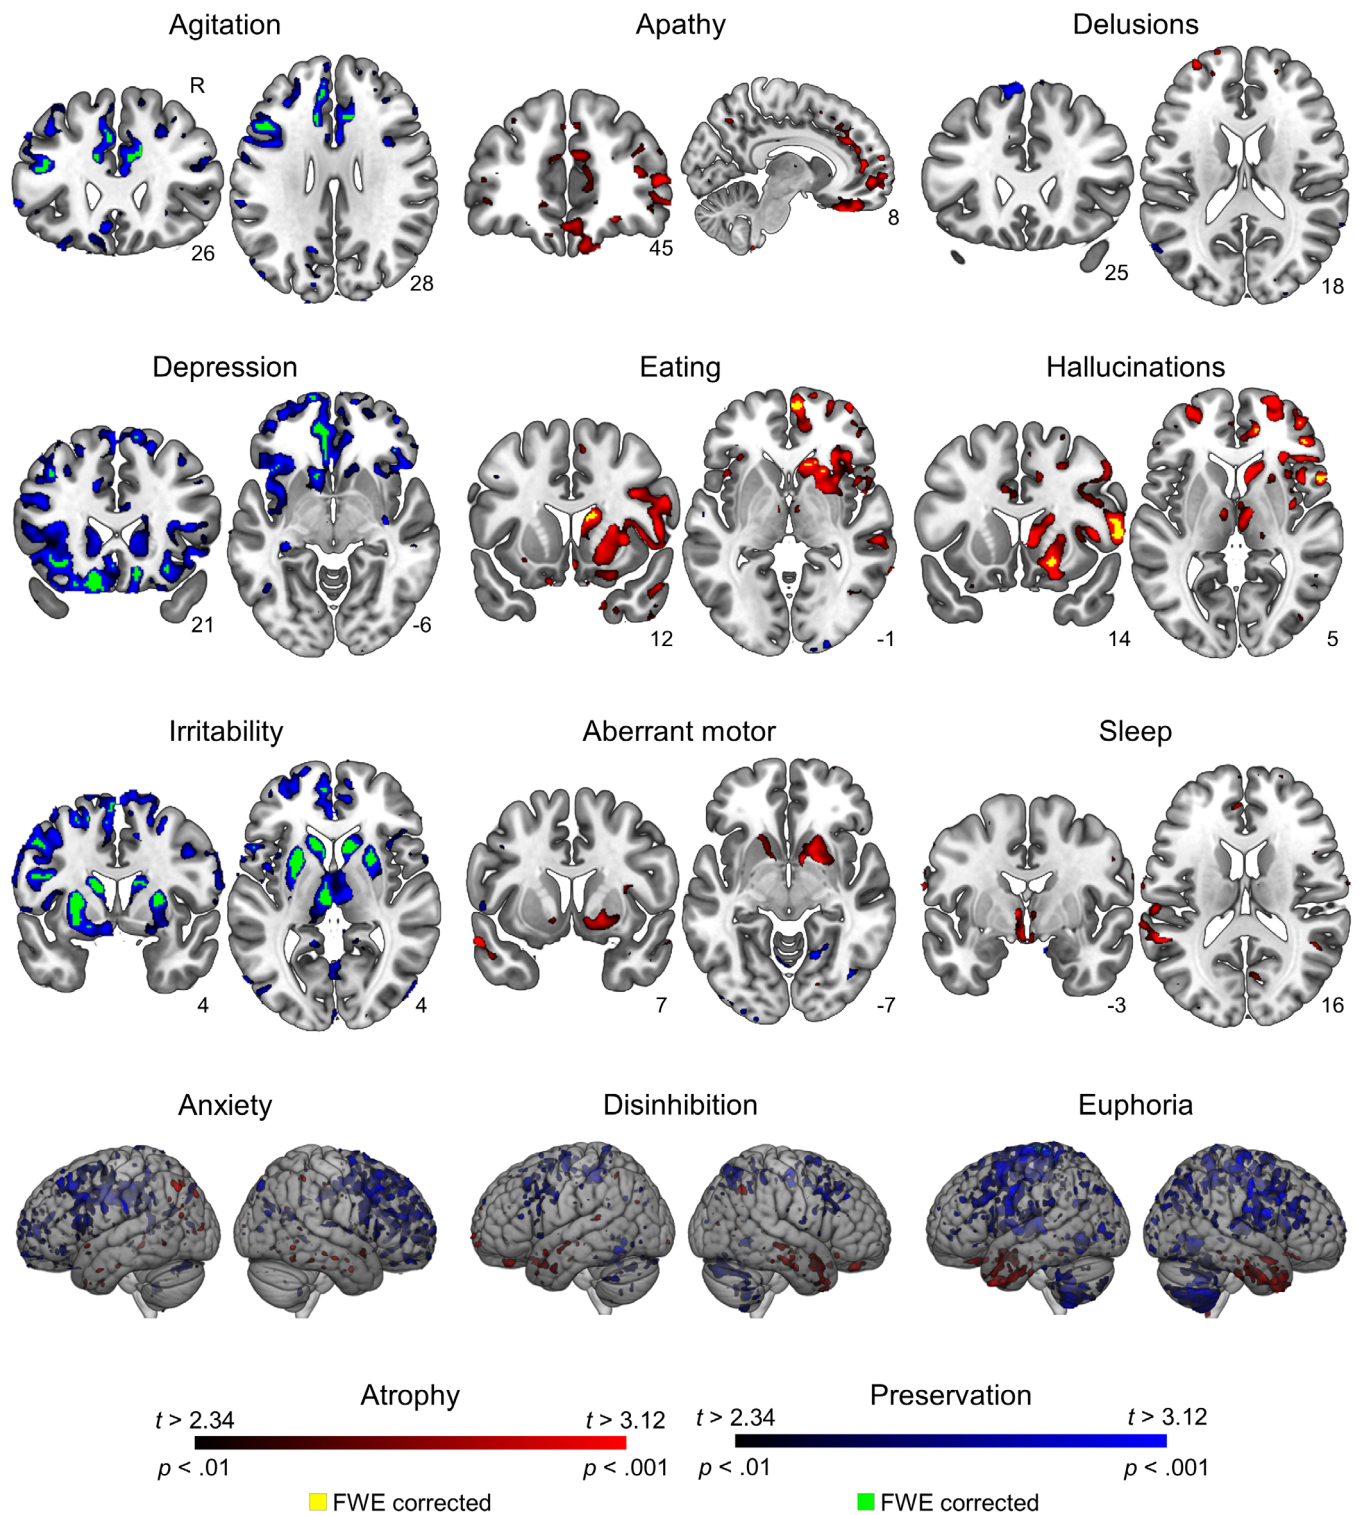 Agitation
Apathy
Delusions
R
26
28
45
8
25
18
Depression
Eating
Hallucinations
21
-6
12
-1
14
5
Irritability
Aberrant motor
Sleep
4
4
7
-7
-3
16
Anxiety
Disinhibition
Euphoria
Atrophy
Preservation
t > 2.34
t > 3.12
t > 2.34
t > 3.12
p < .01
p < .001
p < .01
p < .001
FWE corrected
FWE corrected